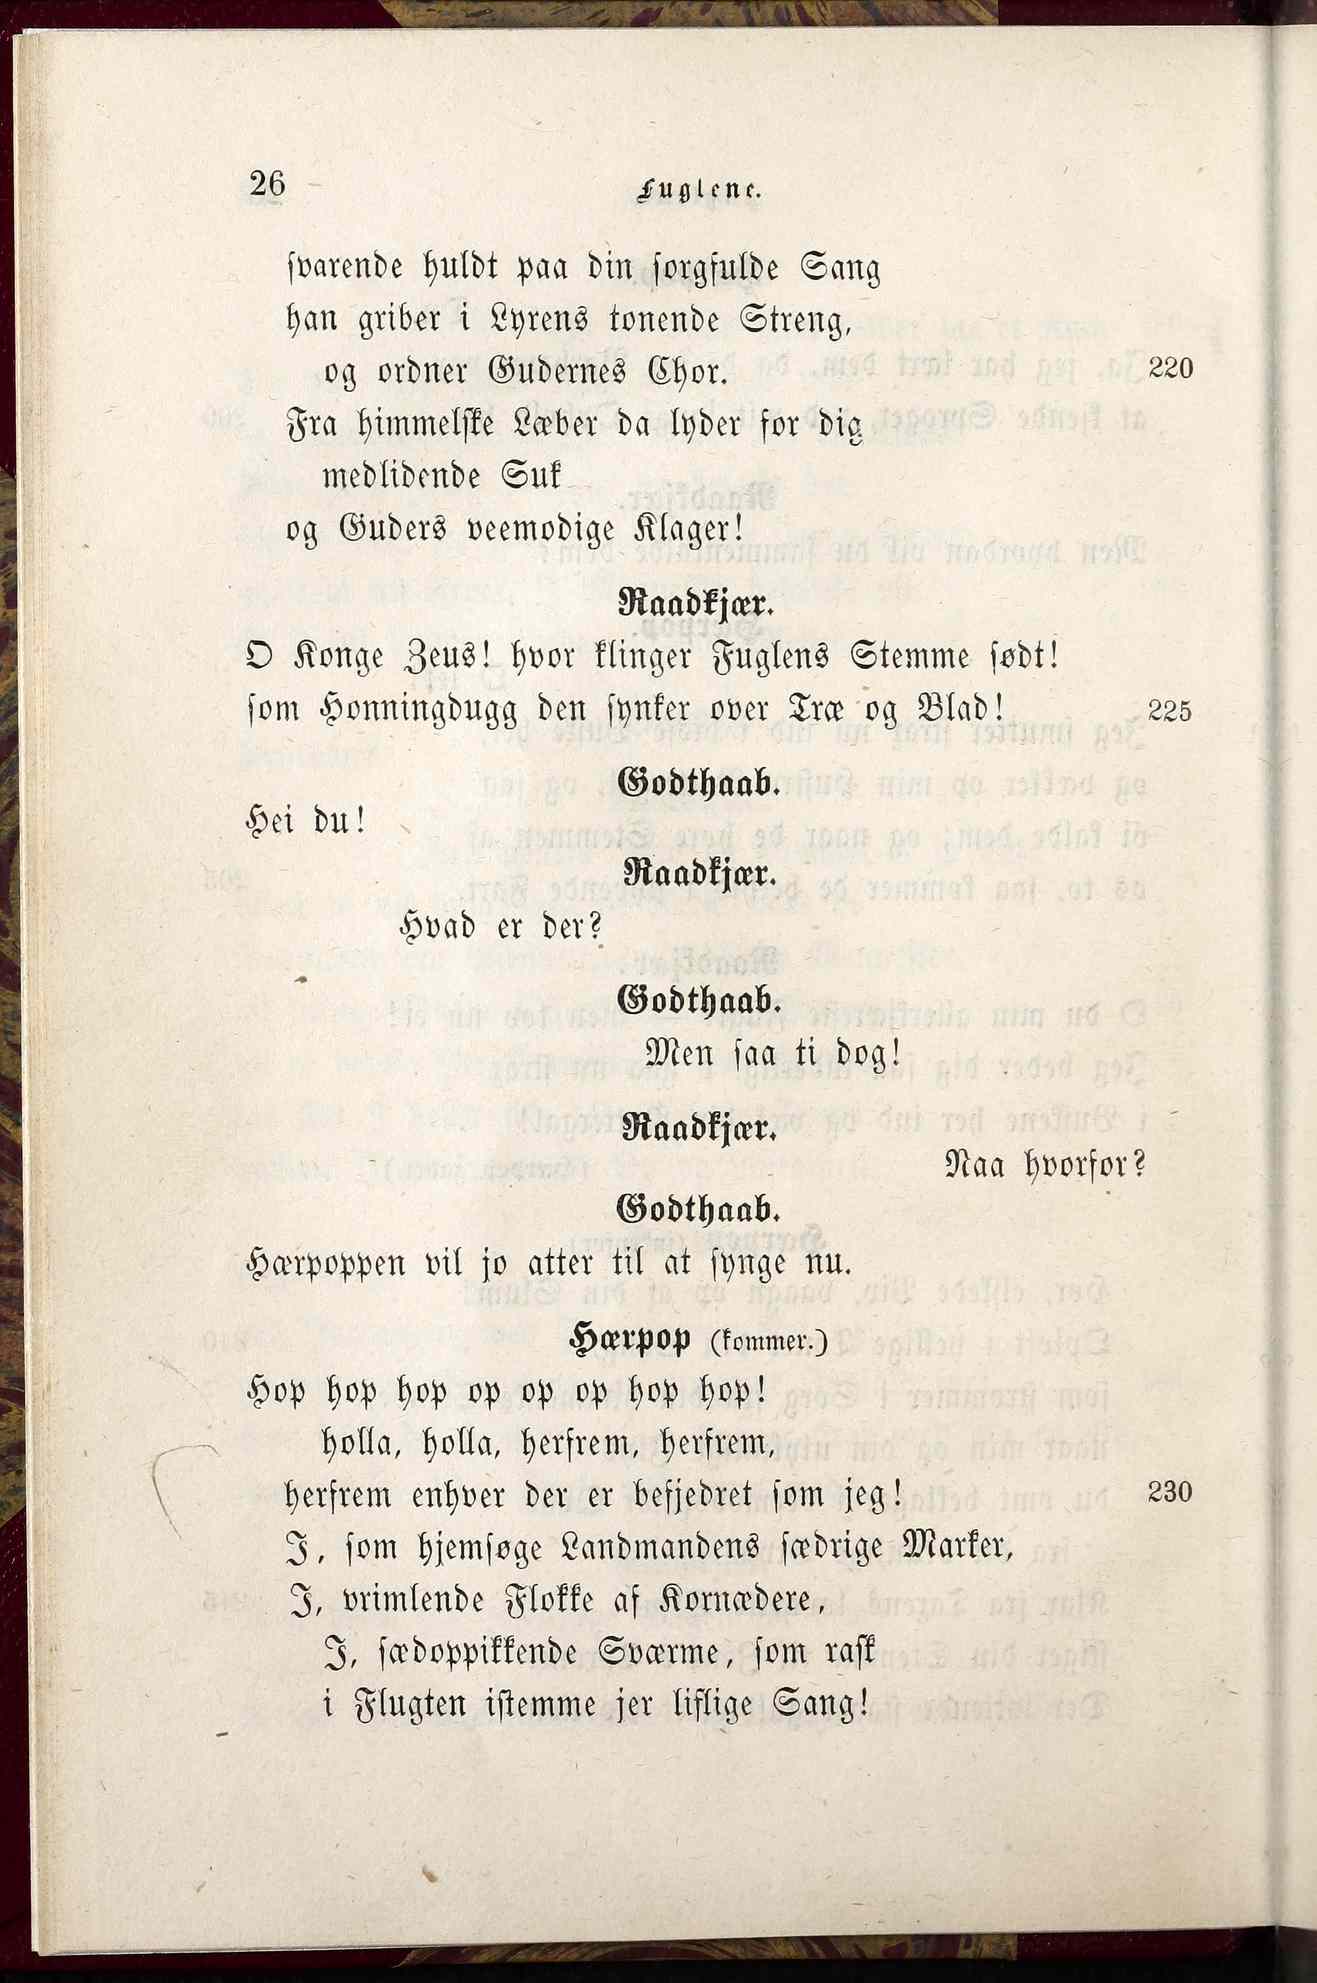 26
Fuglene.
svarende huldt paa din sorgfulde Sang
han griber i Lyrens tonende Streng,
og ordner Gudernes Chor. 220
Fra himmelske Læber da lyder for dig
medlidende Suk
og Guders veemodige Klager!
Raadkjær.
O Konge Zeus! hvor klinger Fuglens Stemme sødt!
som Honningdugg den synker over Træ og Blad! 225
Godthaab.
Hei du!
Raadkjær.
Hvad er der?
Godthaab.
Men saa ti dog!
Raadkjær.
Naa hvorfor?
Godthaab.
Hærpoppen vil jo atter til at synge nu.
Hærpop (kommer.)
Hop hop hop op op op hop hop!
holla, holla, herfrem, herfrem,
herfrem enhver der er befjedret som jeg! 230
I, som hjemsøge Landmandens sædrige Marker,
I, vrimlende Flokke af Kornædere,
I, sædoppikkende Sværme, som rask
i Flugten istemme jer liflige Sang!